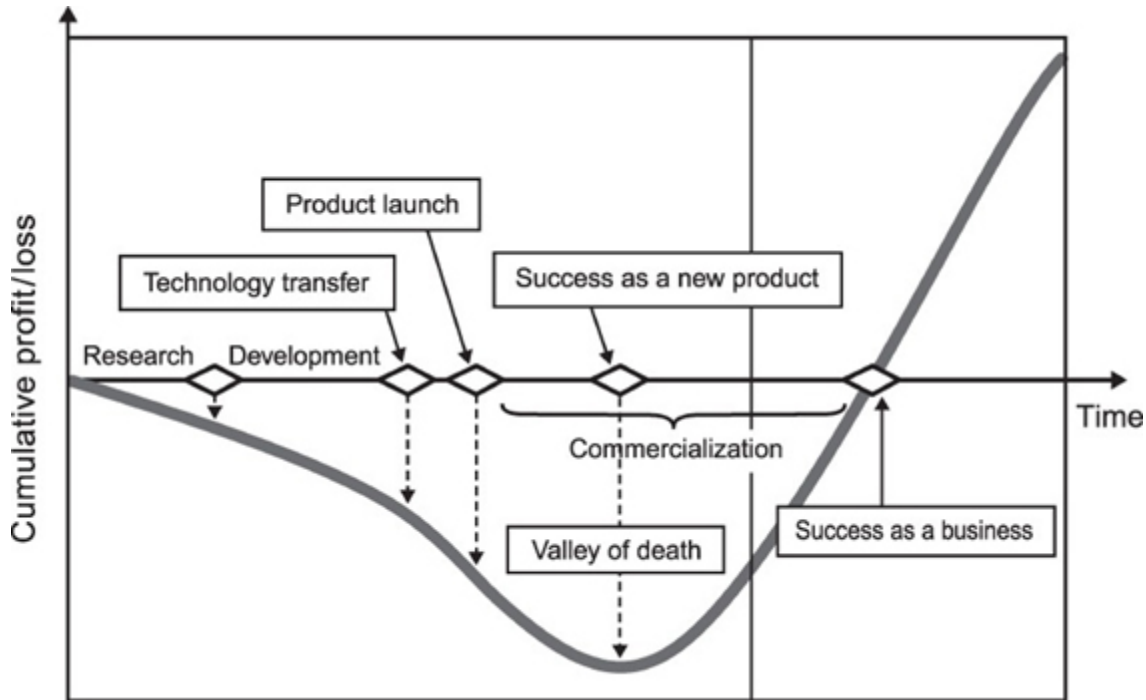 Cumulative profit/loss
Product launch
Technology transfer
Success as a new product
Research
Development
Time
Commercialization
Valley of death
Success as a business